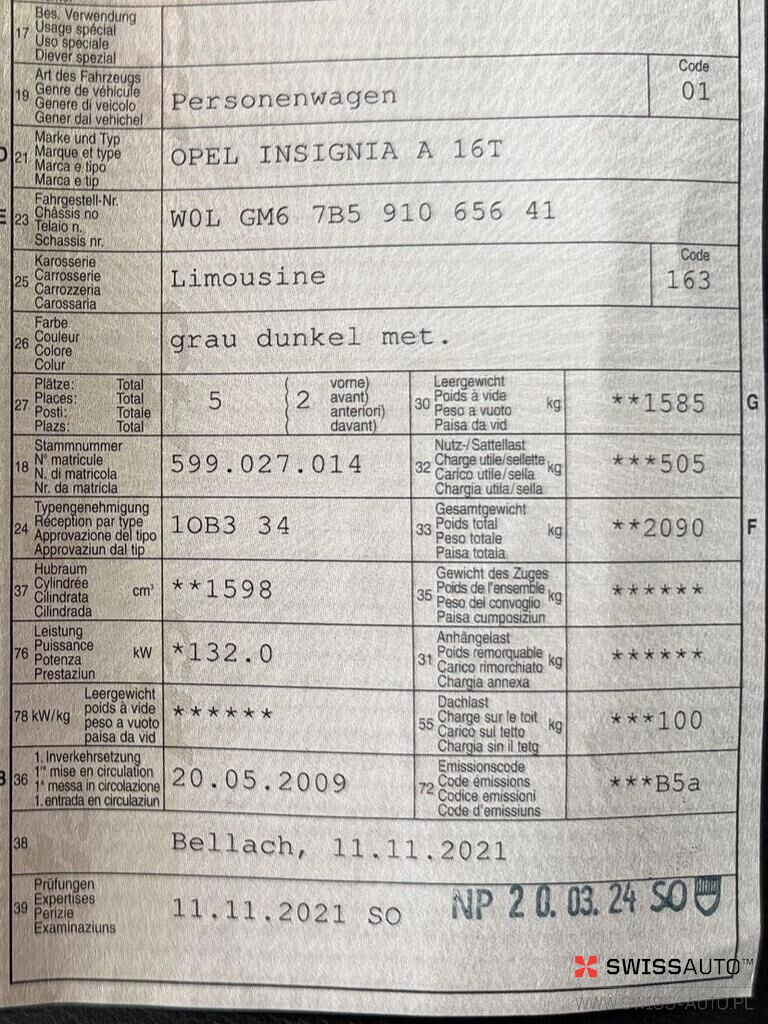 17 Bes. Verwendung
Usage spécial
Uso speciale
Diever spezial
19 Art des Fahrzeugs
Genre de véhicule
Genere di veicolo
Gener dal vehichel
Personenwagen
Code
01
D 21 Marke und Typ
Marque et type
Marca e tipo
Marca e tip
OPEL INSIGNIA A 16T
E 23 Fahrgestell-Nr.
Châssis no
Telaio n.
Schassis nr.
W0L GM6 7B5 910 656 41
25 Karosserie
Carrosserie
Carrozzeria
Carossaria
Limousine
Code
163
26 Farbe
Couleur
Colore
Colur
grau dunkel met.
27 Plätze: Total
Places: Total
Posti: Totale
Plazs: Total
5
2
vorne)
avant)
anteriori)
davant)
30 Leergewicht
Poids à vide
Peso a vuoto
Paisa da vid
kg
**1585
G
18 Stammnummer
N° matricule
N. di matricola
Nr. da matricla
599.027.014
32 Nutz-/Sattellast
Charge utile/sellette
Carico utile/sella
Chargia utila/sella
kg
***505
24 Typengenehmigung
Réception par type
Approvazione del tipo
Approvaziun dal tip
1OB3 34
33 Gesamtgewicht
Poids total
Peso totale
Paisa totala
kg
**2090
F
37 Hubraum
Cylindrée
Cilindrata
Cilindrada
cm³
**1598
35 Gewicht des Zuges
Poids de l'ensemble
Peso del convoglio
Paisa cumposiziun
kg
******
76 Leistung
Puissance
Potenza
Prestaziun
kW
*132.0
31 Anhängelast
Poids remorquable
Carico rimorchiato
Chargia annexa
kg
******
78 kW/kg
Leergewicht
poids à vide
peso a vuoto
paisa da vid
******
55 Dachlast
Charge sur le toit
Carico sul tetto
Chargia sin il tetg
kg
***100
B 36 1. Inverkehrsetzung
1re mise en circulation
1a messa in circolazione
1. entrada en circulaziun
20.05.2009
72 Emissionscode
Code émissions
Codice emissioni
Code d'emissiuns
***B5a
38
Bellach, 11.11.2021
39 Prüfungen
Expertises
Perizie
Examinaziuns
11.11.2021 SO
NP 20.03.24 SO
SWISSAUTO™
WWW.SWISS-AUTO.PL